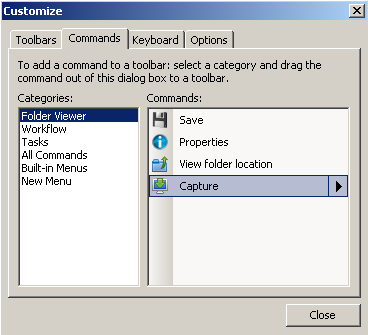 Customize
Toolbars Commands Keyboard Options
To add a command to a toolbar: select a category and drag the
command out of this dialog box to a toolbar.
Categories: Commands:
Folder Viewer
Workflow
Tasks
All Commands
Built-in Menus
New Menu
Save
Properties
View folder location
Capture
Close